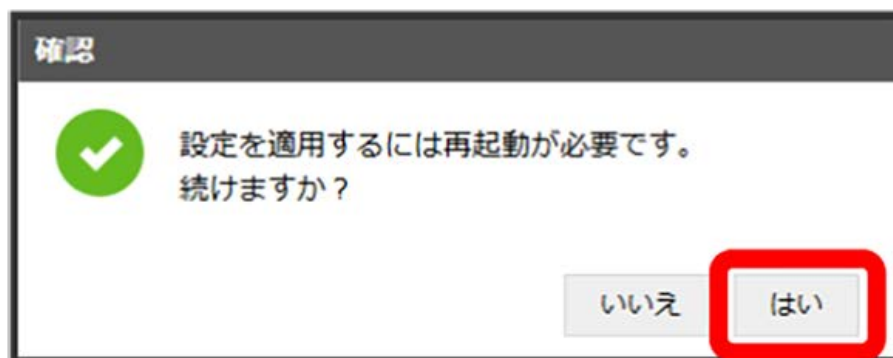 確認
設定を適用するには再起動が必要です。
続けますか？
いいえ
はい